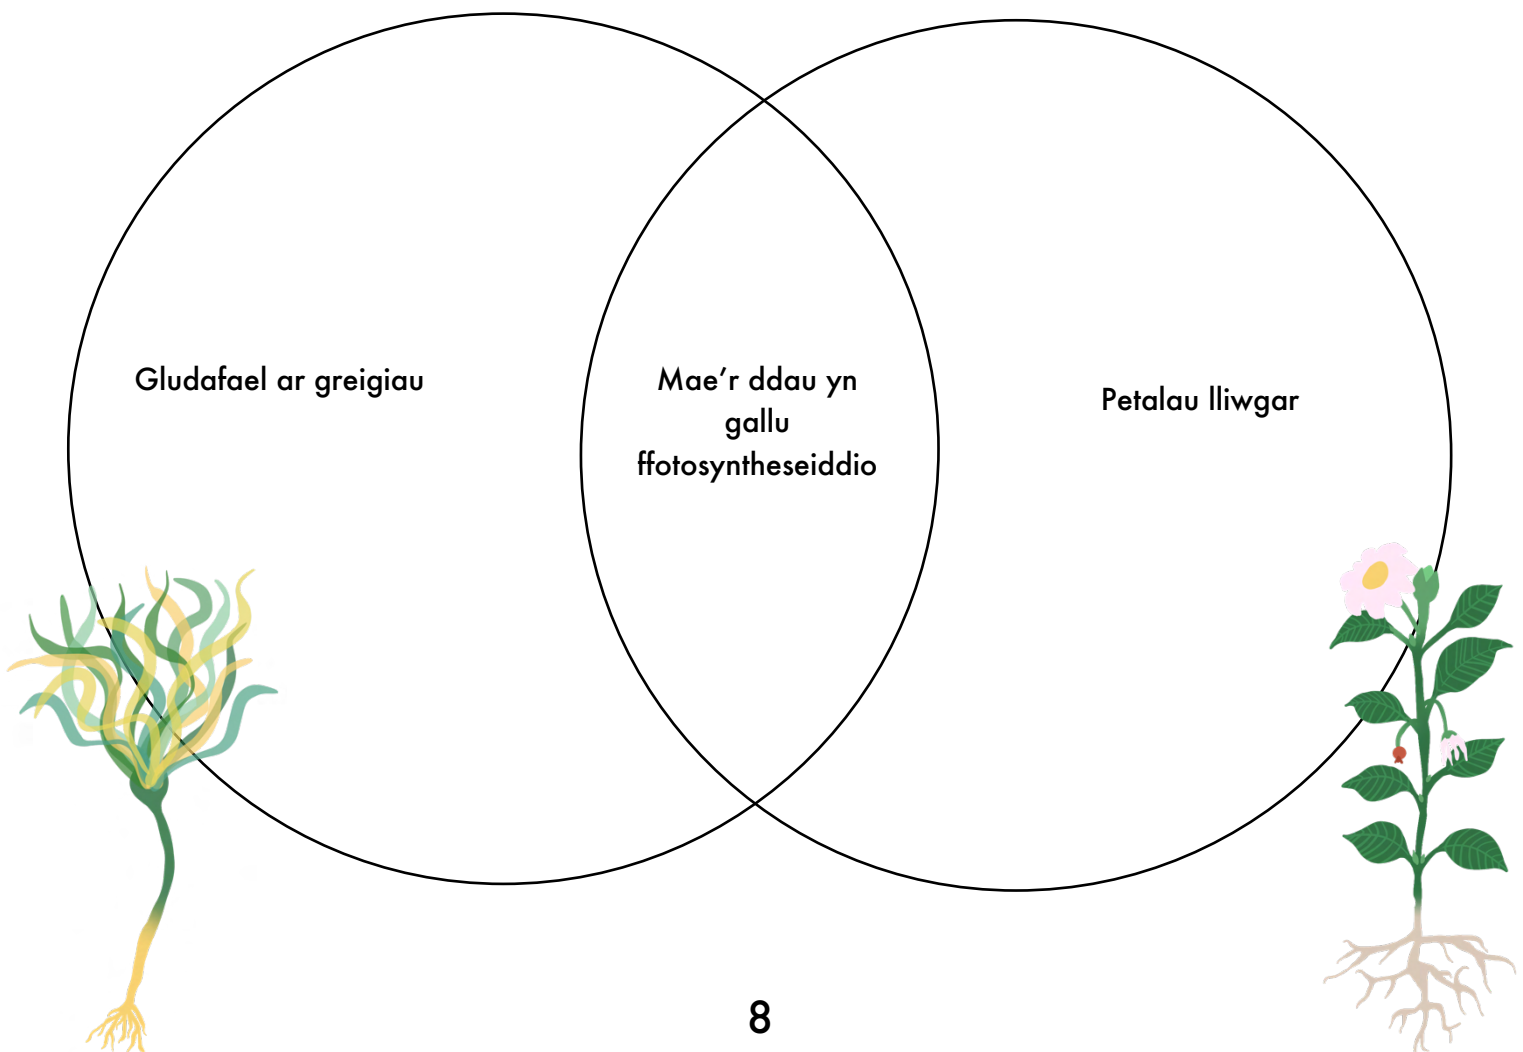 Gludafael ar greigiau
Mae’r ddau yn
gallu
ffotosyntheseiddio
Petalau lliwgar
8